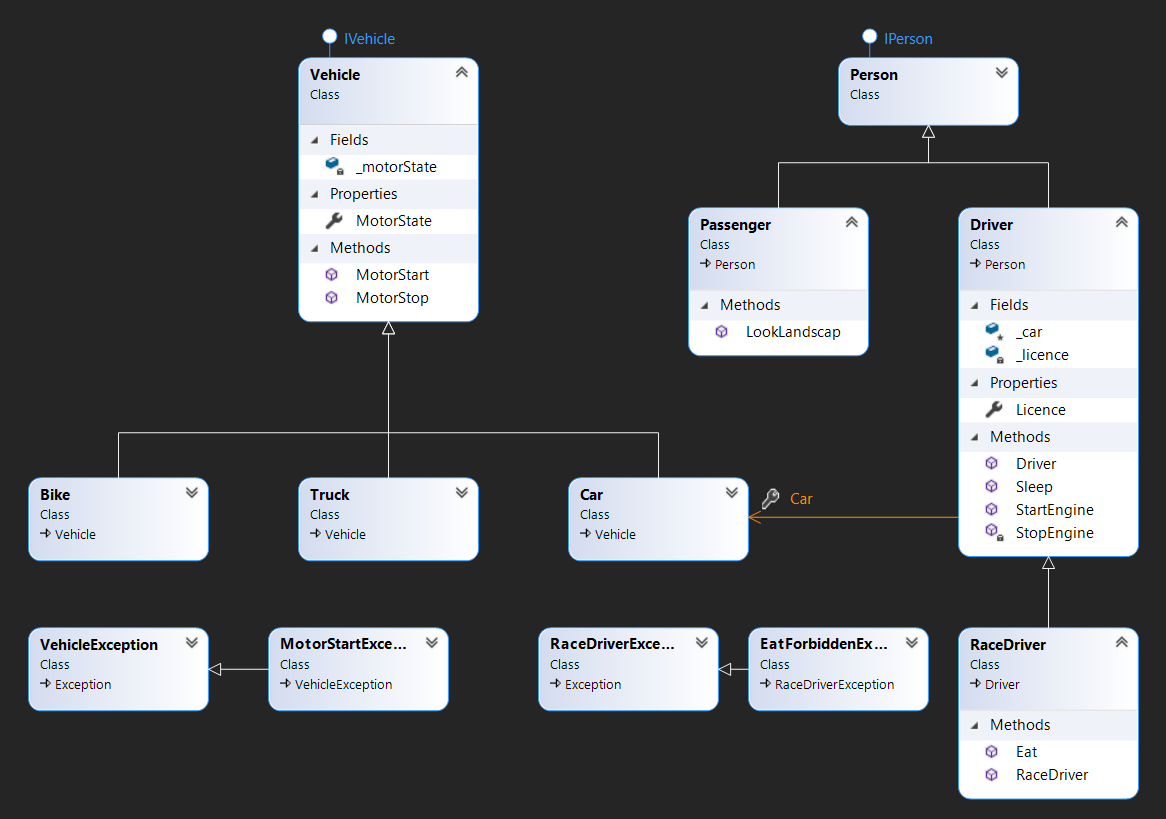 IVehicle
Vehicle
Class
Fields
_motorState
Properties
MotorState
Methods
MotorStart
MotorStop
IPerson
Person
Class
Passenger
Class
Person
Methods
LookLandscap
Driver
Class
Person
Fields
_car
_licence
Properties
Licence
Methods
Driver
Sleep
StartEngine
StopEngine
Bike
Class
Vehicle
Truck
Class
Vehicle
Car
Class
Vehicle
Car
VehicleException
Class
Exception
MotorStartExce...
Class
VehicleException
RaceDriverExce...
Class
Exception
EatForbiddenEx...
Class
RaceDriverException
RaceDriver
Class
Driver
Methods
Eat
RaceDriver